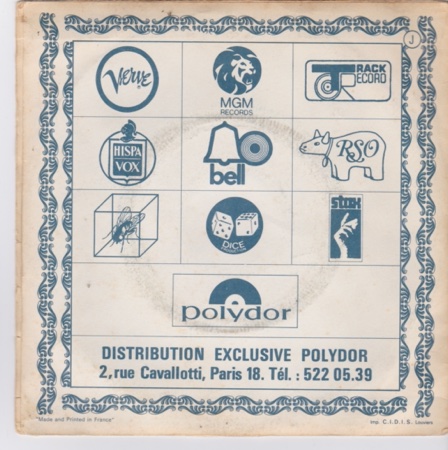 J
Verve
MGM
RECORDS
TRACK
RECORD
HISPA
VOX
bell
RSO
DICE
stax
polydor
DISTRIBUTION EXCLUSIVE POLYDOR
2, rue Cavallotti, Paris 18. Tél. : 522 05.39
"Made and Printed in France"
Imp. C.I.D.I.S. Louviers